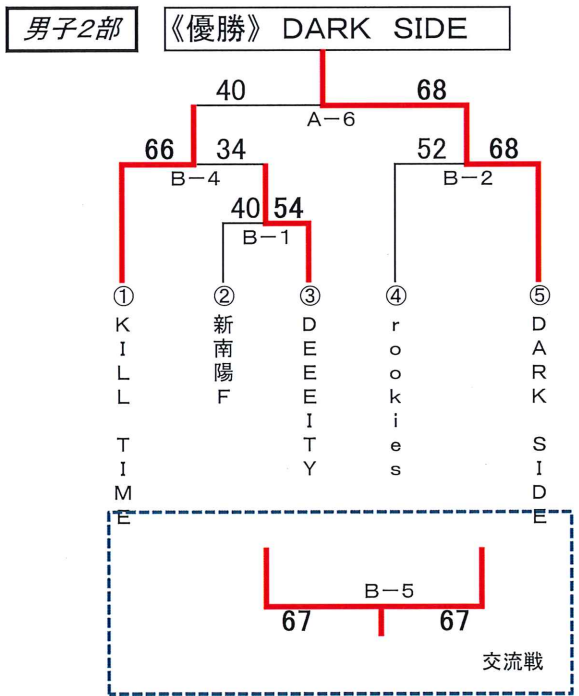 男子2部
《優勝》 DARK SIDE
40 68
A-6
66 34 52 68
B-4 B-2
40 54
B-1
① ② ③ ④ ⑤
KILL TIME
新南陽F
DEEEITY
rookies
DARK SIDE
B-5
67 67
交流戦